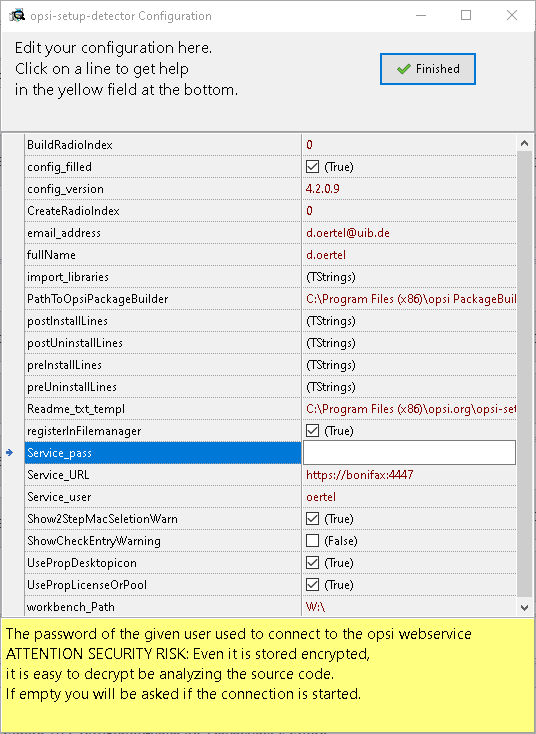 opsi-setup-detector Configuration
Edit your configuration here.
Click on a line to get help
in the yellow field at the bottom.
Finished
BuildRadioIndex 0
config_filled (True)
config_version 4.2.0.9
CreateRadioIndex 0
email_address d.oertel@uib.de
fullName d.oertel
import_libraries (TStrings)
PathToOpsiPackageBuilder C:\Program Files (x86)\opsi PackageBuil
postInstallLines (TStrings)
postUninstallLines (TStrings)
preInstallLines (TStrings)
preUninstallLines (TStrings)
Readme_txt_templ C:\Program Files (x86)\opsi.org\opsi-set
registerInFilemanager (True)
Service_pass
Service_URL https://bonifax:4447
Service_user oertel
Show2StepMacSeletionWarn (True)
ShowCheckEntryWarning (False)
UsePropDesktopicon (True)
UsePropLicenseOrPool (True)
workbench_Path W:\
The password of the given user used to connect to the opsi webservice
ATTENTION SECURITY RISK: Even it is stored encrypted,
it is easy to decrypt be analyzing the source code.
If empty you will be asked if the connection is started.